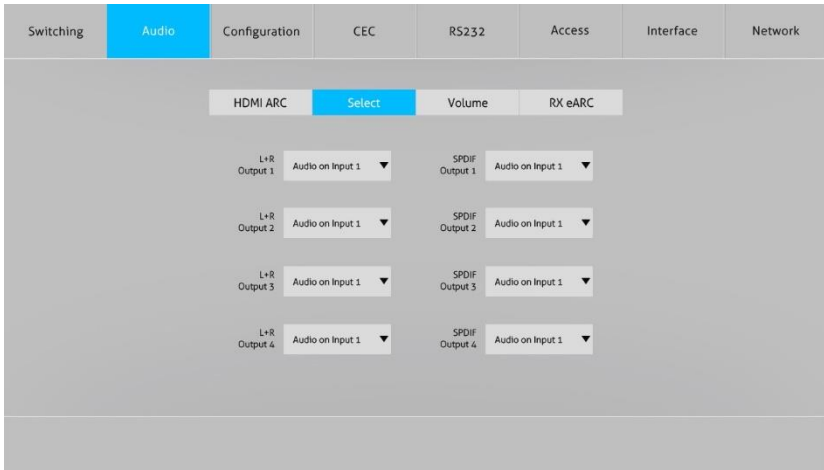 Switching Audio Configuration CEC RS232 Access Interface Network
HDMI ARC Select Volume RX eARC
L+R
Output 1
Audio on Input 1
SPDIF
Output 1
Audio on Input 1
L+R
Output 2
Audio on Input 1
SPDIF
Output 2
Audio on Input 1
L+R
Output 3
Audio on Input 1
SPDIF
Output 3
Audio on Input 1
L+R
Output 4
Audio on Input 1
SPDIF
Output 4
Audio on Input 1